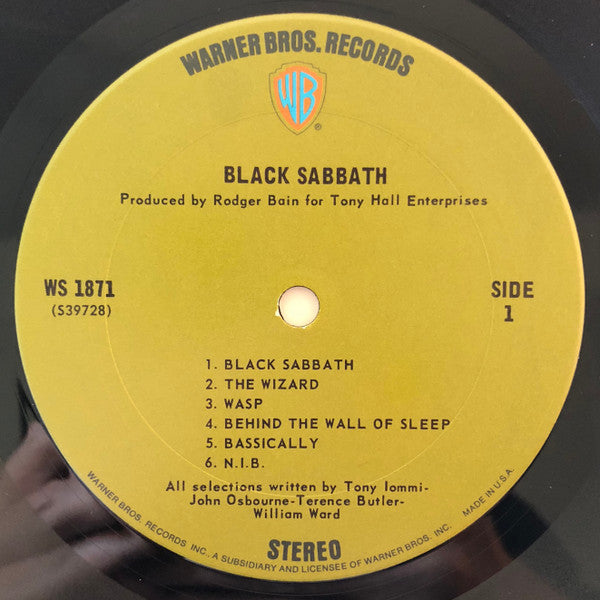 WARNER BROS. RECORDS
WB
®
BLACK SABBATH
Produced by Rodger Bain for Tony Hall Enterprises
WS 1871
(S39728)
SIDE
1
1. BLACK SABBATH
2. THE WIZARD
3. WASP
4. BEHIND THE WALL OF SLEEP
5. BASSICALLY
6. N.I.B.
All selections written by Tony Iommi-
John Osbourne-Terence Butler-
William Ward
STEREO
WARNER BROS. RECORDS INC., A SUBSIDIARY AND LICENSEE OF WARNER BROS. INC.
MADE IN U.S.A.